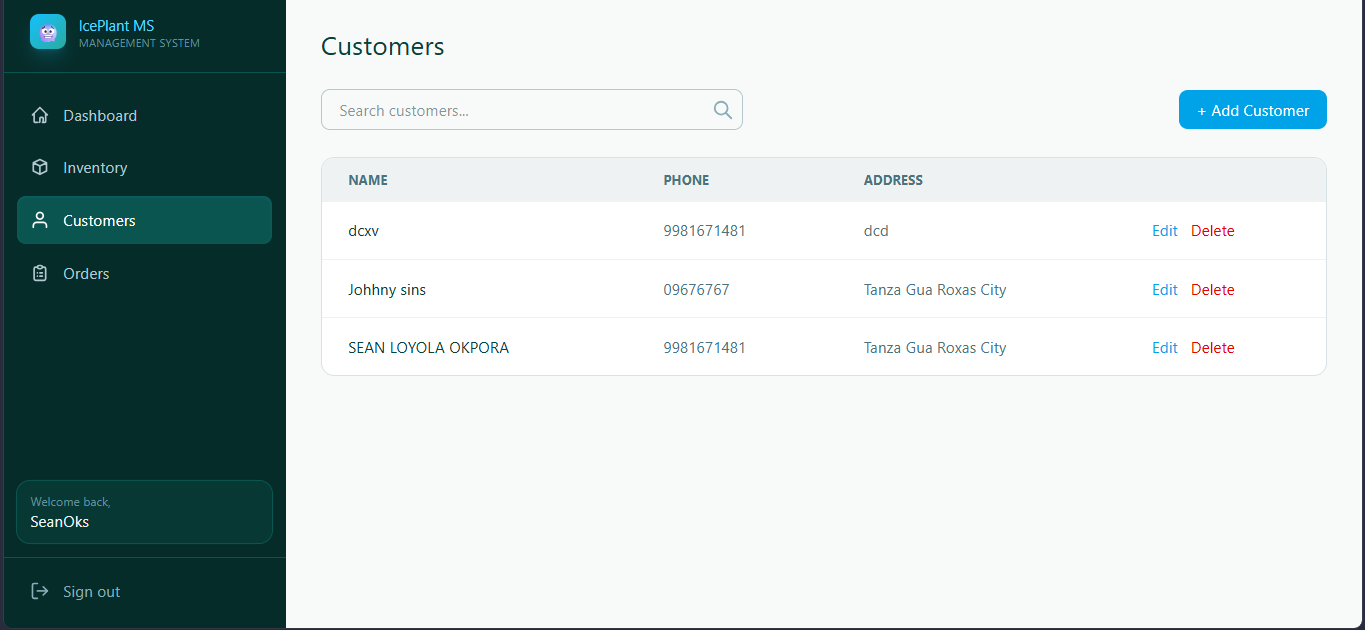 IcePlant MS
MANAGEMENT SYSTEM
Dashboard
Inventory
Customers
Orders
Welcome back,
SeanOks
Sign out
Customers
Search customers...
+ Add Customer
NAME PHONE ADDRESS
dcxv 9981671481 dcd Edit Delete
Johhny sins 09676767 Tanza Gua Roxas City Edit Delete
SEAN LOYOLA OKPORA 9981671481 Tanza Gua Roxas City Edit Delete